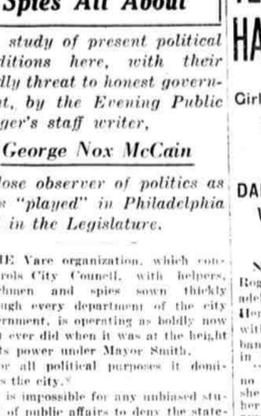 Spies All About
study of present political
ditions here, with their
dly threat to honest govern-
t, by the Evening Public
ger's staff writer,
George Nox McCain
lose observer of politics as
s "played" in Philadelphia
in the Legislature.
HE Vare organization, which con-
rols City Council, with helpers,
chmen and spies sown thickly
ugh every department of the city
ernment, is operating as boldly now
ever did when it was at the height
ts power under Mayor Smith.
or all political purposes it domi-
s the city.
is impossible for any unbiased stu-
of public affairs to deny the state-
HA
Girl
DA
Rog
adel
Her
wit
ban
in
no
she
her